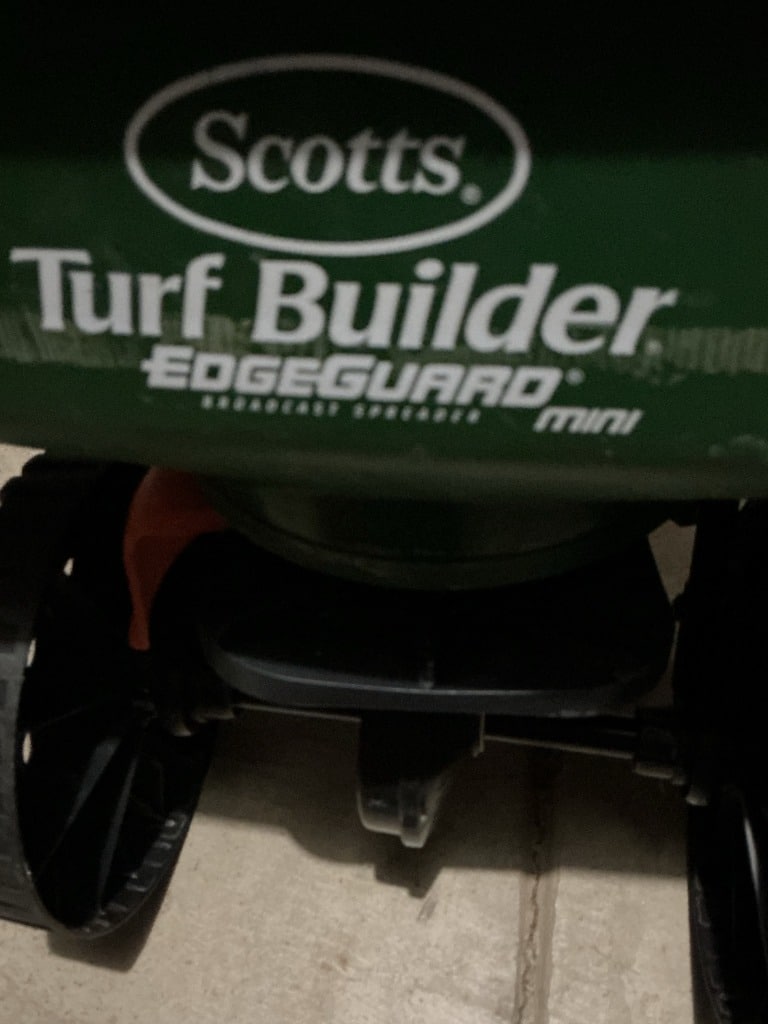 Scotts®
Turf Builder®
EDGEGUARD®
BROADCAST SPREADER
mini